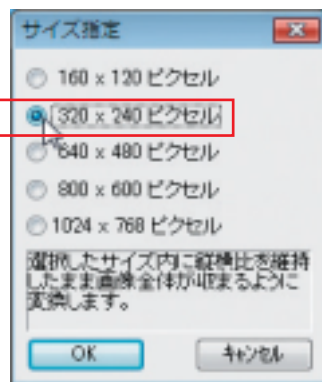 サイズ指定
160 x 120 ピクセル
320 x 240 ピクセル
640 x 480 ピクセル
800 x 600 ピクセル
1024 x 768 ピクセル
選択したサイズ内に縦横比を維持
したまま画像全体が収まるように
変換します。
OK
キャンセル